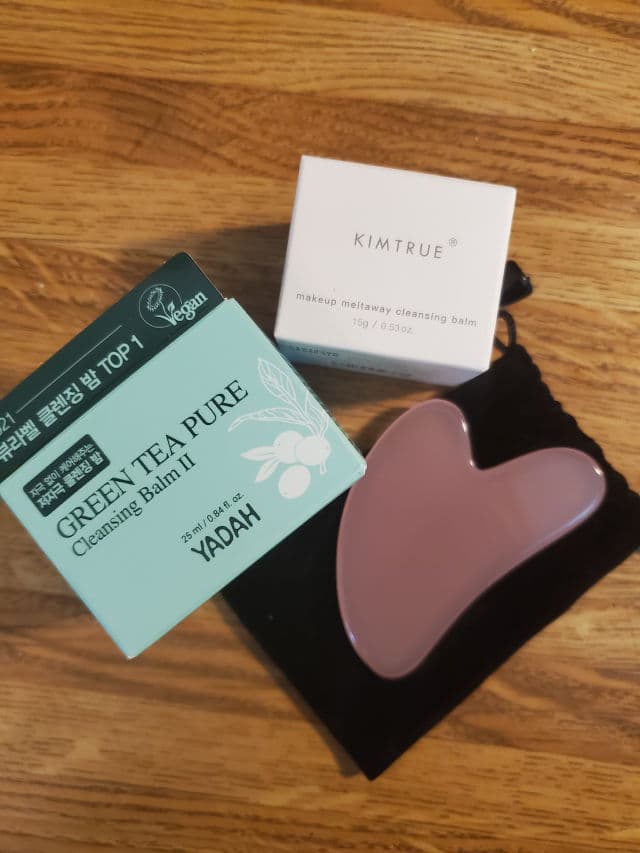 KIMTRUE®
makeup meltaway cleansing balm
15g / 0.53oz.
Vegan
21
뷰라벨 클렌징 밤 TOP 1
자극 없이 케어해주는
저자극 클렌징 밤
GREEN TEA PURE
Cleansing Balm II
25 ml / 0.84 fl. oz.
YADAH